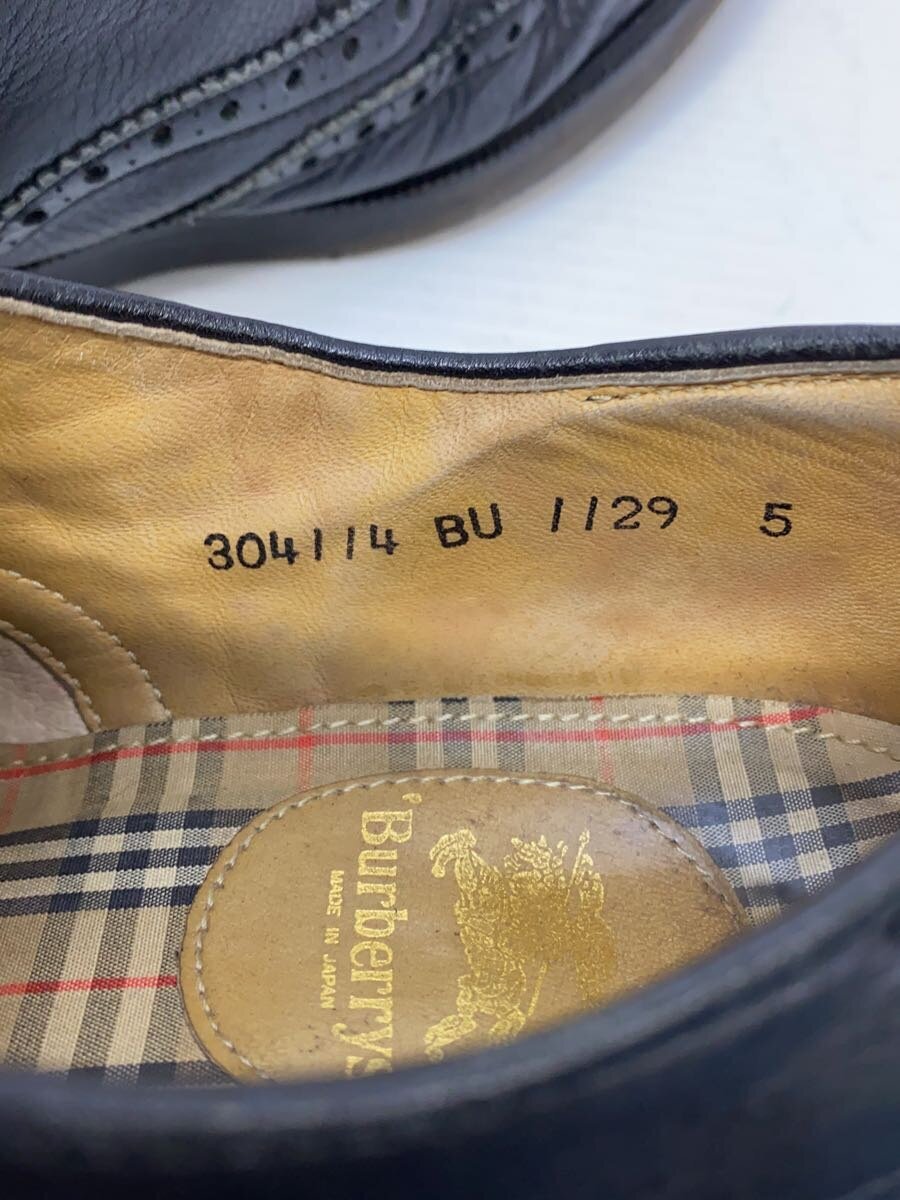 304114 BU 1129 5
'Burberrys
MADE IN JAPAN